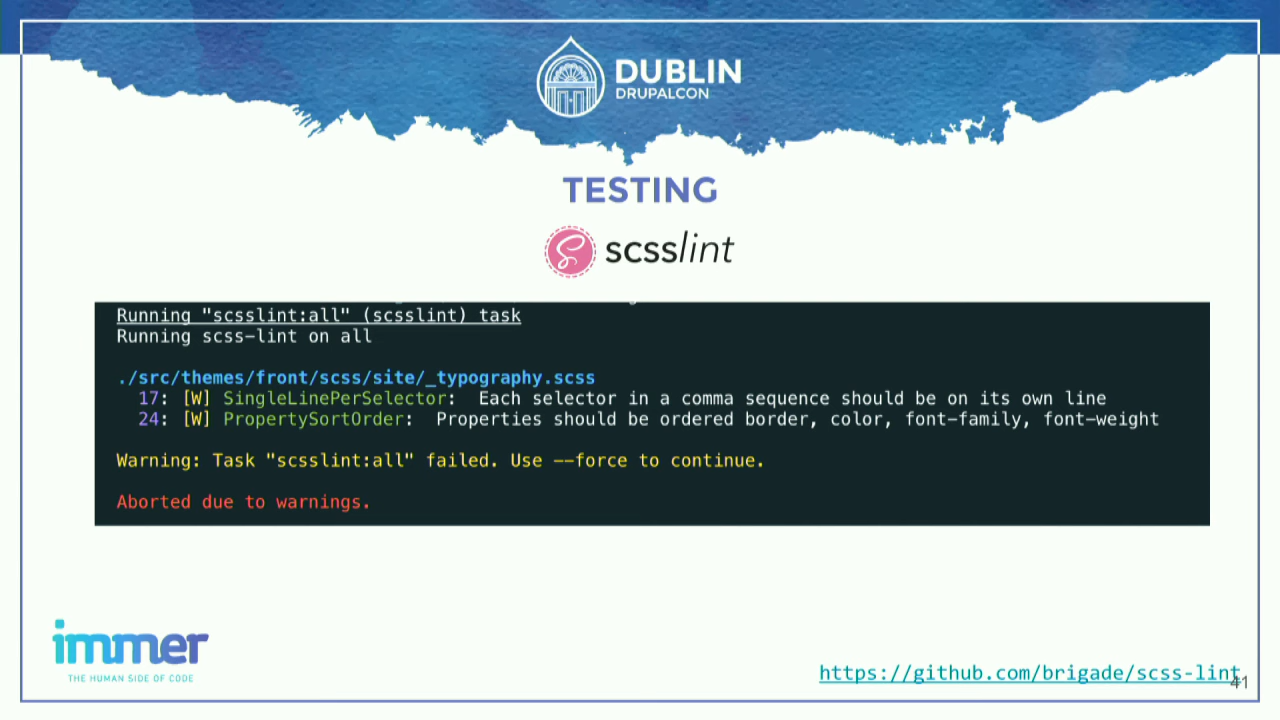 DUBLIN
DRUPALCON
TESTING
scsslint
Running "scsslint:all" (scsslint) task
Running scss-lint on all
./src/themes/front/scss/site/_typography.scss
17: [W] SingleLinePerSelector: Each selector in a comma sequence should be on its own line
24: [W] PropertySortOrder: Properties should be ordered border, color, font-family, font-weight
Warning: Task "scsslint:all" failed. Use --force to continue.
Aborted due to warnings.
immer
THE HUMAN SIDE OF CODE
https://github.com/brigade/scss-lint
41